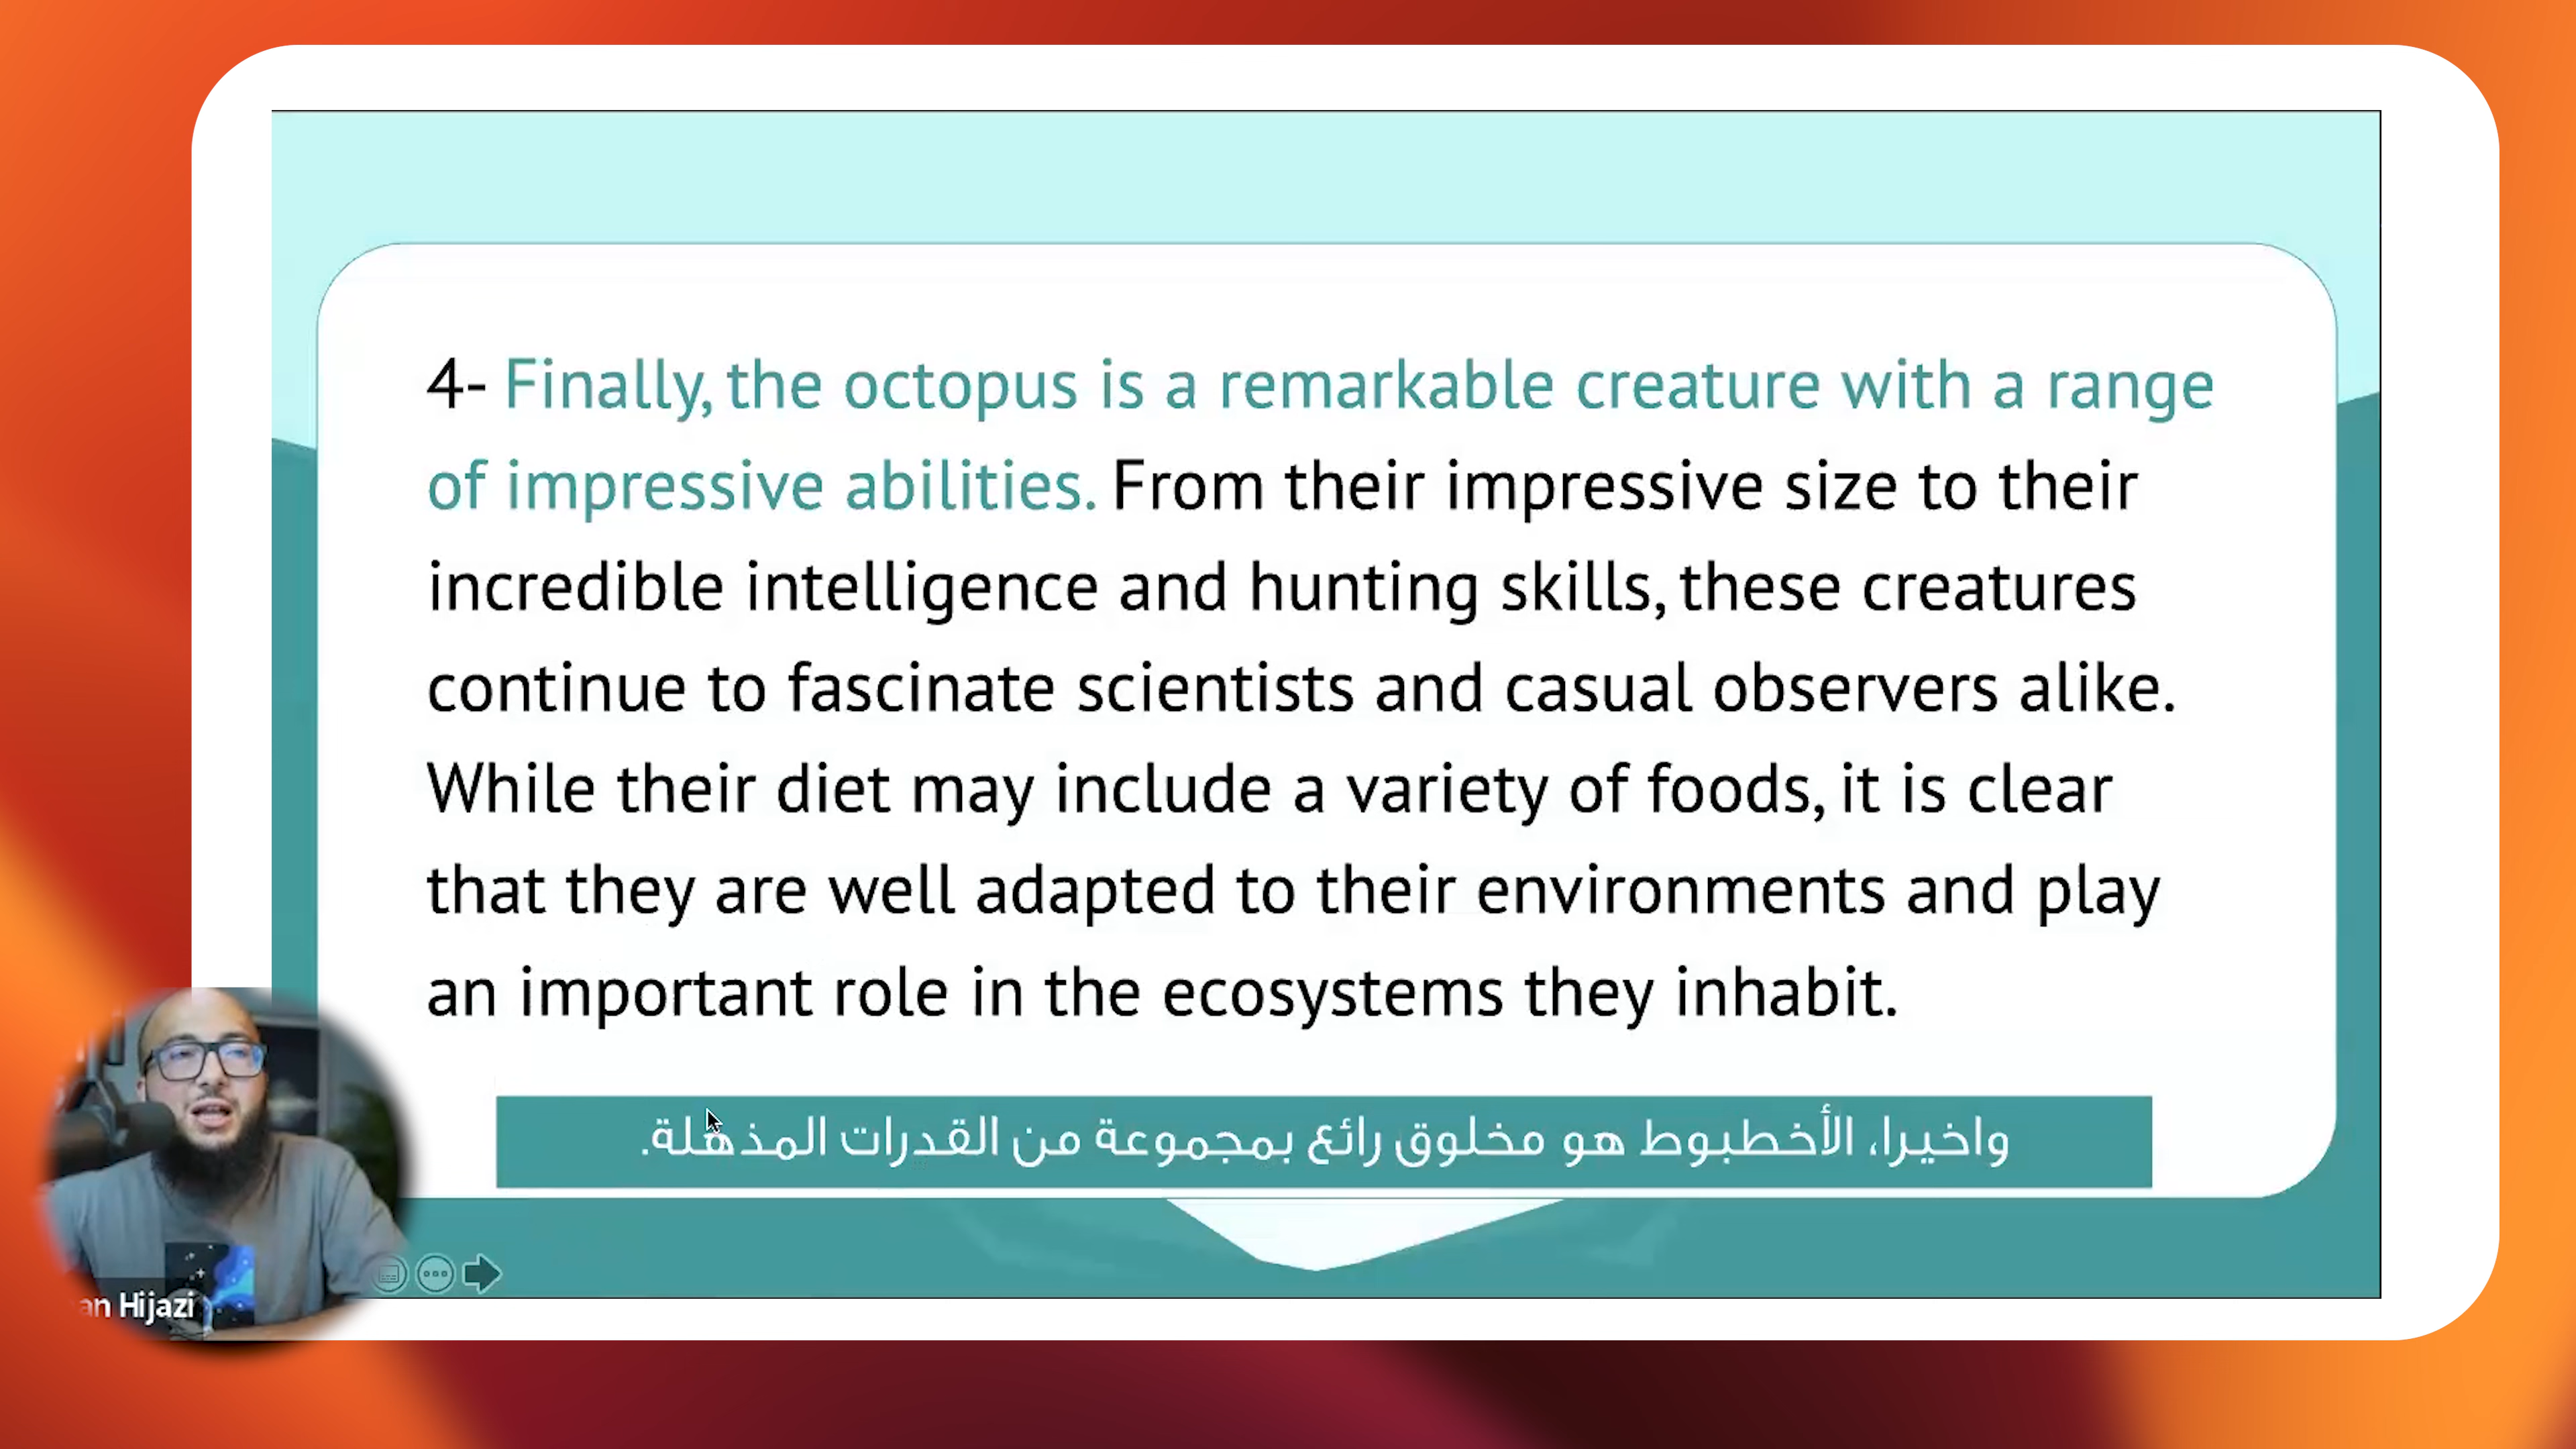 4- Finally, the octopus is a remarkable creature with a range
of impressive abilities. From their impressive size to their
incredible intelligence and hunting skills, these creatures
continue to fascinate scientists and casual observers alike.
While their diet may include a variety of foods, it is clear
that they are well adapted to their environments and play
an important role in the ecosystems they inhabit.
واخيرا، الأخطبوط هو مخلوق رائع بمجموعة من القدرات المذهلة.
an Hijazi